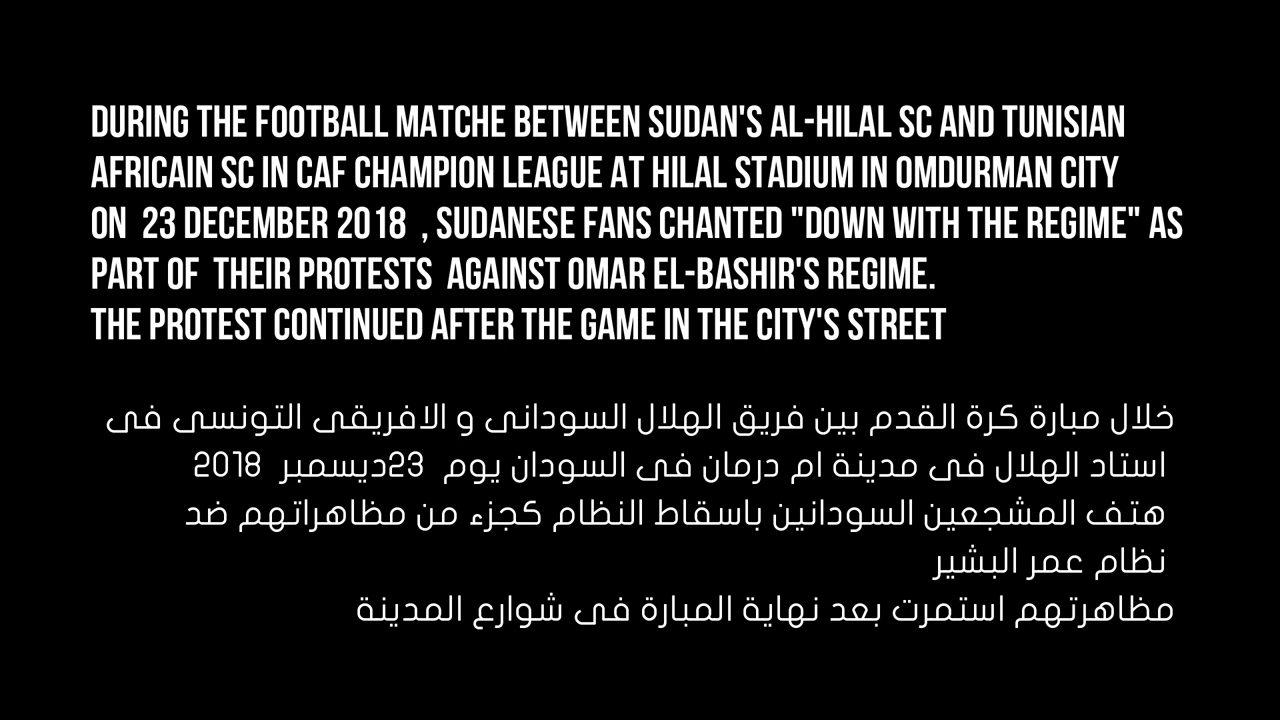 DURING THE FOOTBALL MATCHE BETWEEN SUDAN'S AL-HILAL SC AND TUNISIAN
AFRICAIN SC IN CAF CHAMPION LEAGUE AT HILAL STADIUM IN OMDURMAN CITY
ON  23 DECEMBER 2018  , SUDANESE FANS CHANTED "DOWN WITH THE REGIME" AS
PART OF  THEIR PROTESTS  AGAINST OMAR EL-BASHIR'S REGIME.
THE PROTEST CONTINUED AFTER THE GAME IN THE CITY'S STREET
خلال مبارة كرة القدم بين فريق الهلال السودانى و الافريقى التونسى فى
استاد الهلال فى مدينة ام درمان فى السودان يوم  23ديسمبر  2018
هتف المشجعين السودانين باسقاط النظام كجزء من مظاهراتهم ضد
نظام عمر البشير
مظاهرتهم استمرت بعد نهاية المبارة فى شوارع المدينة